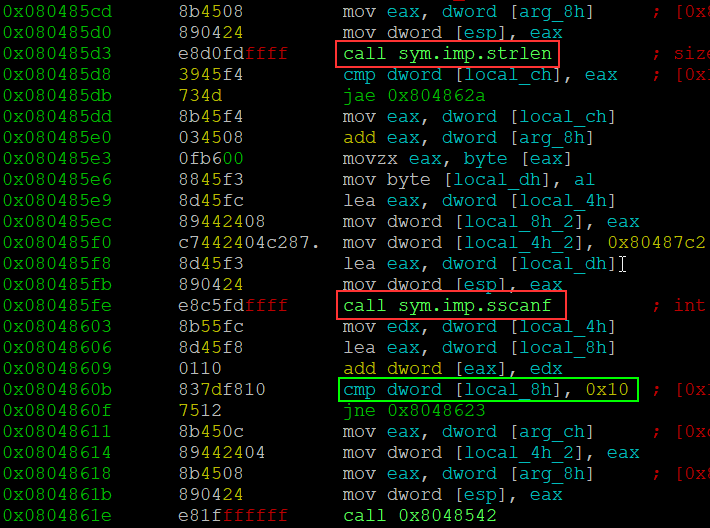 0x080485cd 8b4508 mov eax, dword [arg_8h] ; [0x
0x080485d0 890424 mov dword [esp], eax
0x080485d3 e8d0fdffff call sym.imp.strlen ; size
0x080485d8 3945f4 cmp dword [local_ch], eax ; [0x
0x080485db 734d jae 0x804862a
0x080485dd 8b45f4 mov eax, dword [local_ch]
0x080485e0 034508 add eax, dword [arg_8h]
0x080485e3 0fb600 movzx eax, byte [eax]
0x080485e6 8845f3 mov byte [local_dh], al
0x080485e9 8d45fc lea eax, dword [local_4h]
0x080485ec 89442408 mov dword [local_8h_2], eax
0x080485f0 c7442404c287. mov dword [local_4h_2], 0x80487c2
0x080485f8 8d45f3 lea eax, dword [local_dh]
0x080485fb 890424 mov dword [esp], eax
0x080485fe e8c5fdffff call sym.imp.sscanf ; int
0x08048603 8b55fc mov edx, dword [local_4h]
0x08048606 8d45f8 lea eax, dword [local_8h]
0x08048609 0110 add dword [eax], edx
0x0804860b 837df810 cmp dword [local_8h], 0x10 ; [0x
0x0804860f 7512 jne 0x8048623
0x08048611 8b450c mov eax, dword [arg_ch] ; [0x
0x08048614 89442404 mov dword [local_4h_2], eax
0x08048618 8b4508 mov eax, dword [arg_8h] ; [0x
0x0804861b 890424 mov dword [esp], eax
0x0804861e e81fffffff call 0x8048542